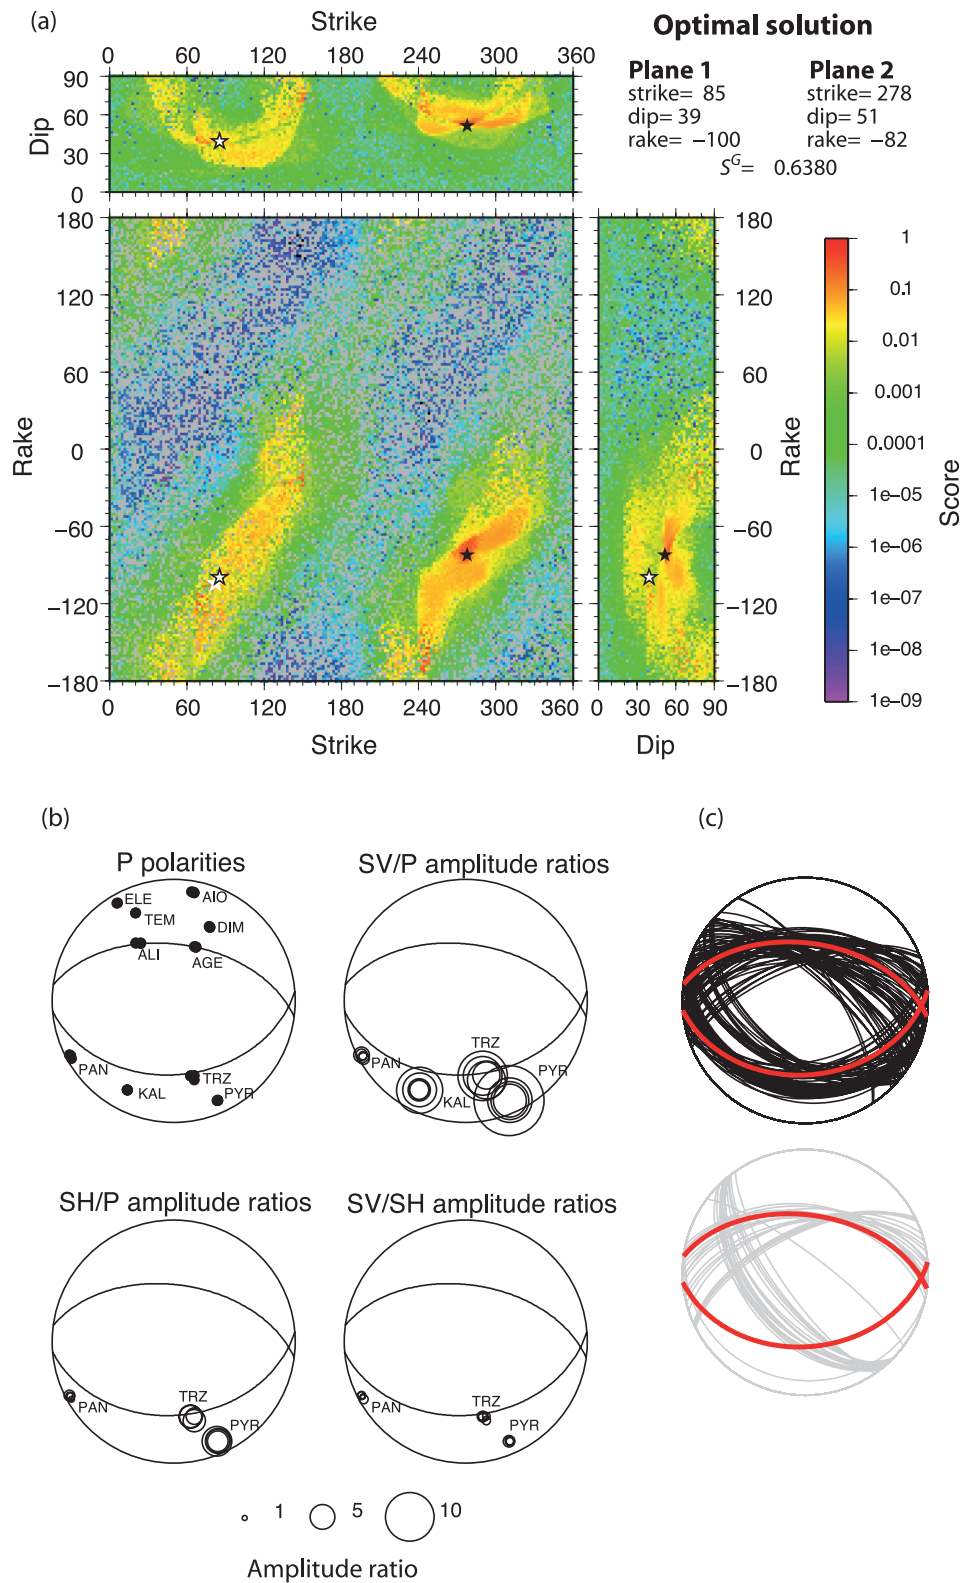 (a)
Strike
0 60 120 180 240 300 360
90
60
30
0
Dip
Optimal solution
Plane 1
strike= 85
dip= 39
rake= −100
Plane 2
strike= 278
dip= 51
rake= −82
S^G= 0.6380
180
120
60
0
−60
−120
−180
Rake
0 60 120 180 240 300 360
Strike
180
120
60
0
−60
−120
−180
Rake
0 30 60 90
Dip
1
0.1
0.01
0.001
0.0001
1e−05
1e−06
1e−07
1e−08
1e−09
Score
(b)
P polarities
ELE
AIO
TEM
DIM
ALI
AGE
PAN
KAL
TRZ
PYR
SV/P amplitude ratios
TRZ
PAN
PYR
KAL
SH/P amplitude ratios
TRZ
PAN
PYR
SV/SH amplitude ratios
TRZ
PAN
PYR
1 5 10
Amplitude ratio
(c)